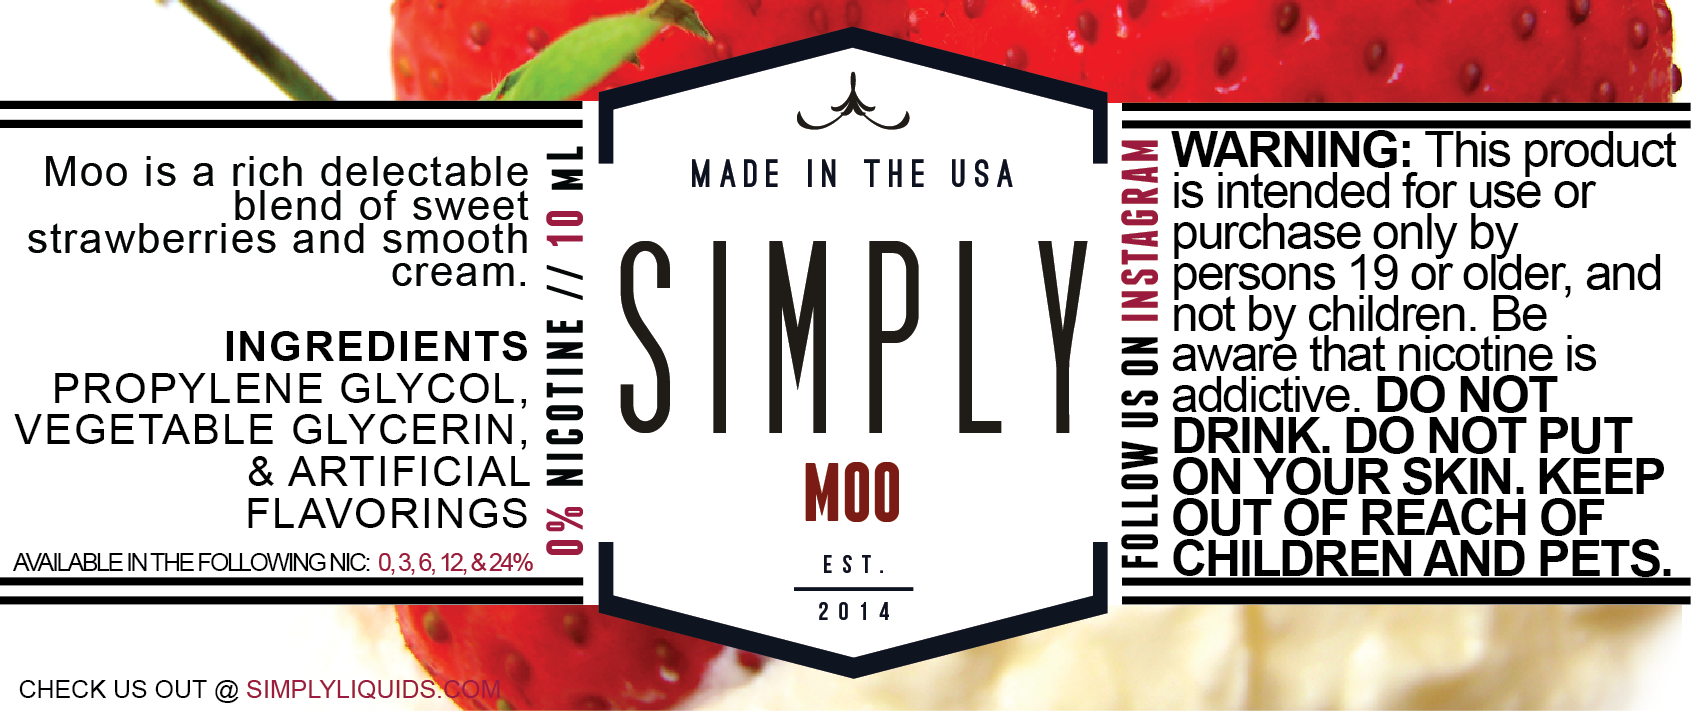 Moo is a rich delectable
blend of sweet
strawberries and smooth
cream.
INGREDIENTS
PROPYLENE GLYCOL,
VEGETABLE GLYCERIN,
& ARTIFICIAL
FLAVORINGS
AVAILABLE IN THE FOLLOWING NIC: 0, 3, 6, 12, & 24%
CHECK US OUT @ SIMPLYLIQUIDS.COM
0% NICOTINE // 10 ML
MADE IN THE USA
SIMPLY
MOO
EST.
2014
FOLLOW US ON INSTAGRAM
WARNING: This product
is intended for use or
purchase only by
persons 19 or older, and
not by children. Be
aware that nicotine is
addictive. DO NOT
DRINK. DO NOT PUT
ON YOUR SKIN. KEEP
OUT OF REACH OF
CHILDREN AND PETS.